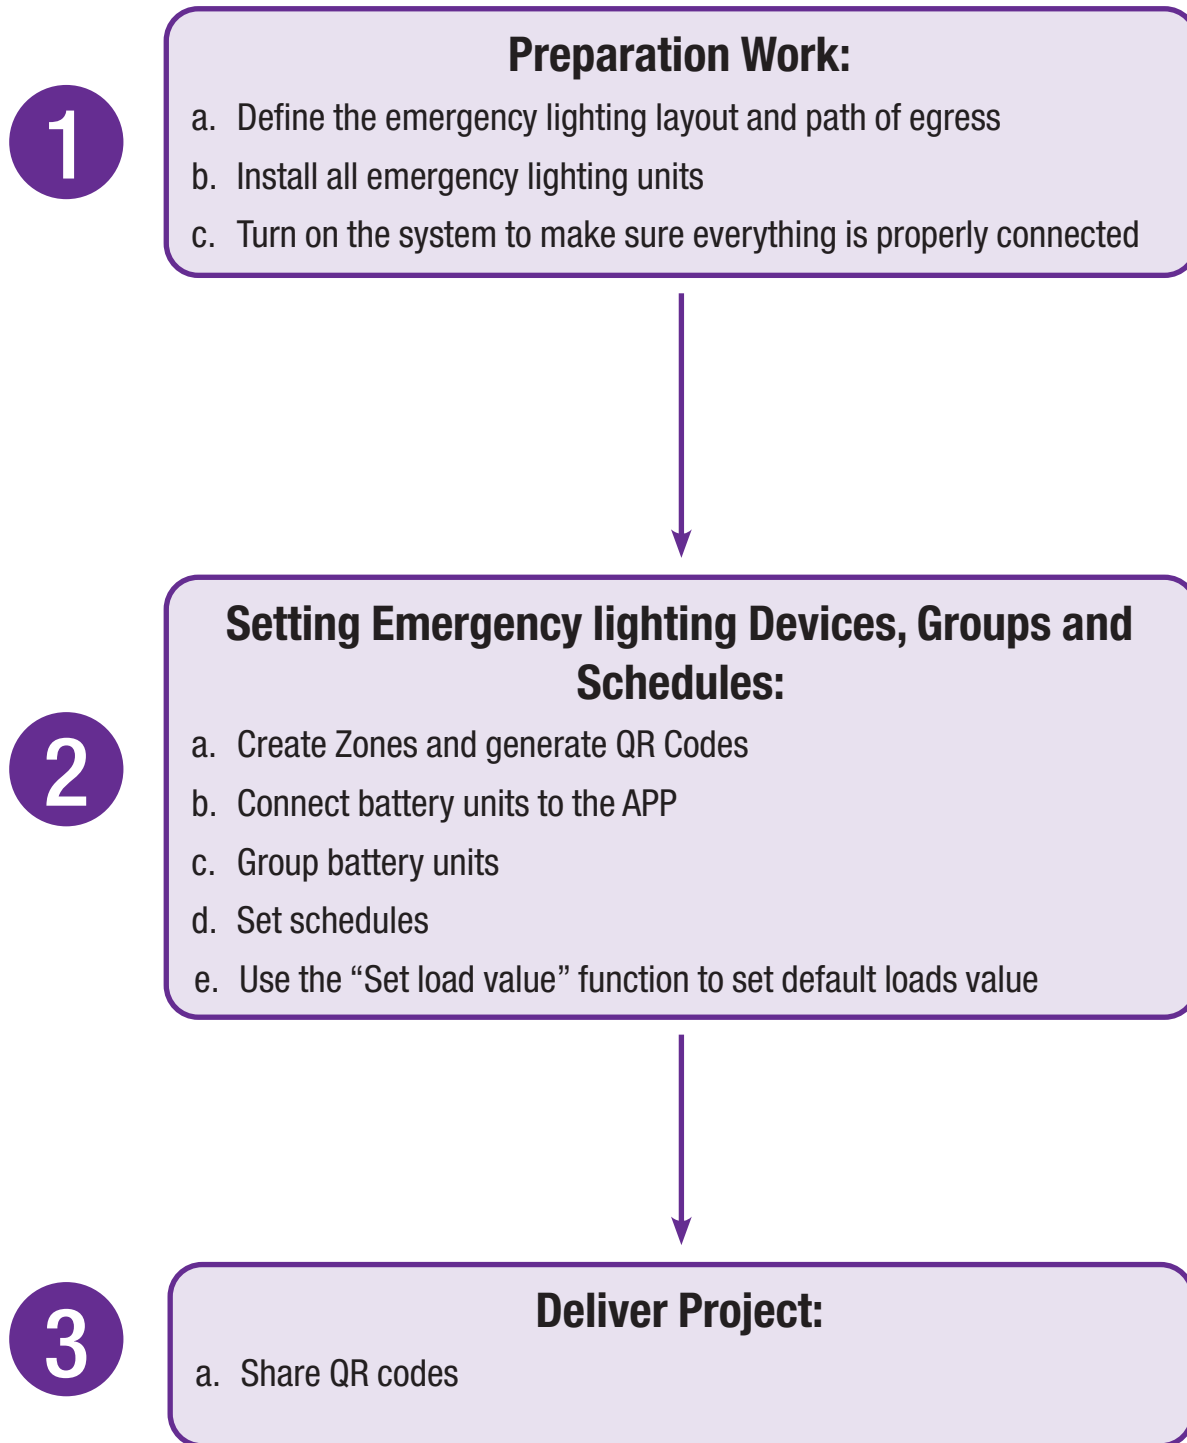 1
Preparation Work:
a. Define the emergency lighting layout and path of egress
b. Install all emergency lighting units
c. Turn on the system to make sure everything is properly connected
2
Setting Emergency lighting Devices, Groups and
Schedules:
a. Create Zones and generate QR Codes
b. Connect battery units to the APP
c. Group battery units
d. Set schedules
e. Use the “Set load value” function to set default loads value
3
Deliver Project:
a. Share QR codes